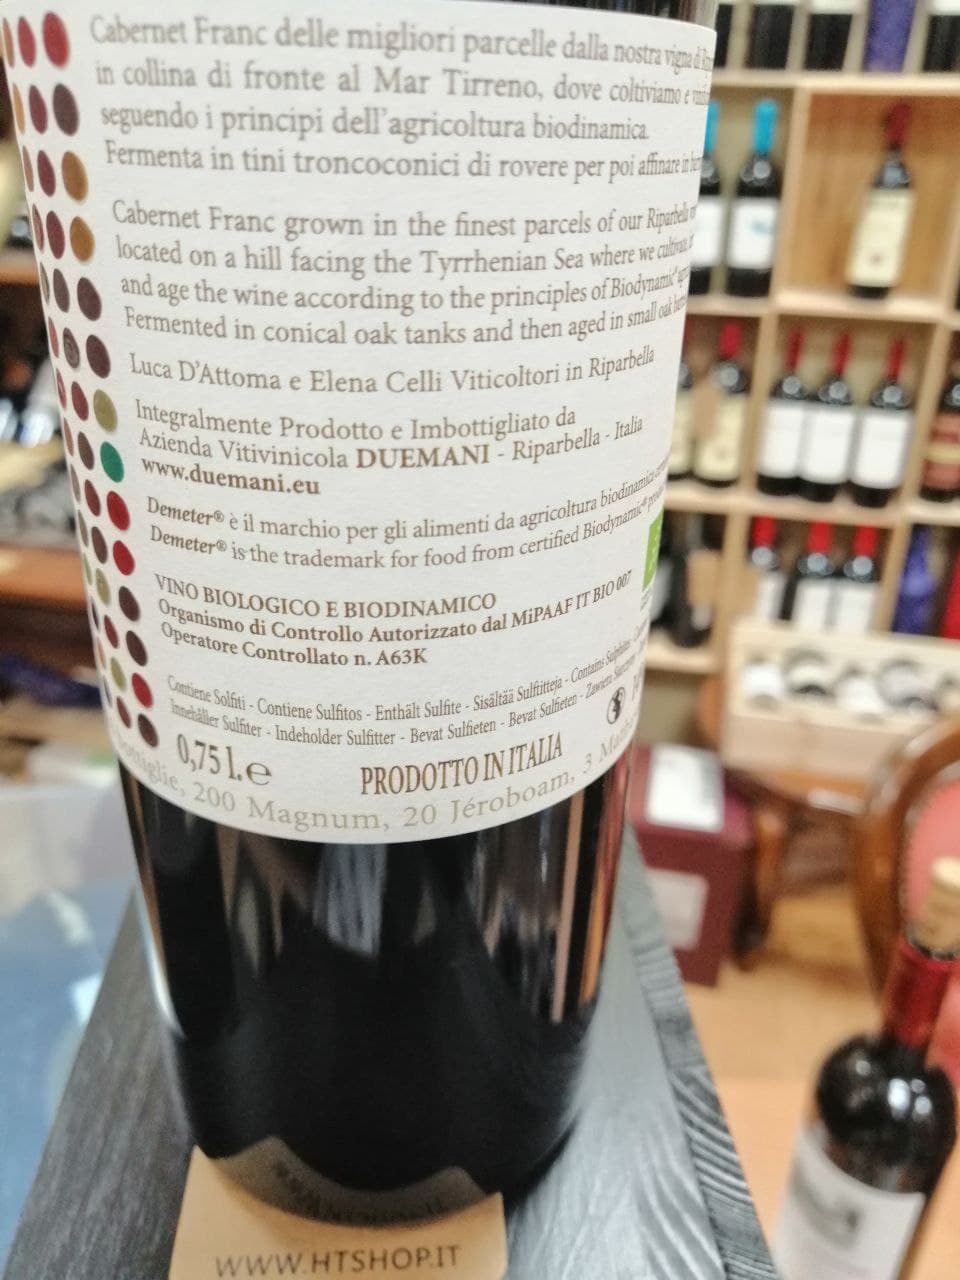 Cabernet Franc delle migliori parcelle dalla nostra vigna di
in collina di fronte al Mar Tirreno, dove coltiviamo e
seguendo i principi dell'agricoltura biodinamica.
Fermenta in tini troncoconici di rovere per poi affinare in
Cabernet Franc grown in the finest parcels of our Riparbella
located on a hill facing the Tyrrhenian Sea where we cultivate,
and age the wine according to the principles of Biodynamic®
Fermented in conical oak tanks and then aged in small oak
Luca D'Attoma e Elena Celli Viticoltori in Riparbella
Integralmente Prodotto e Imbottigliato da
Azienda Vitivinicola DUEMANI - Riparbella - Italia
www.duemani.eu
Demeter® è il marchio per gli alimenti da agricoltura biodinamica
Demeter® is the trademark for food from certified Biodynamic®
VINO BIOLOGICO E BIODINAMICO
Organismo di Controllo Autorizzato dal MiPAAF IT BIO 007
Operatore Controllato n. A63K
Contiene Solfiti - Contiene Sulfitos - Enthält Sulfite - Sisältää Sulfiitteja - Contains Sulphites -
Innehåller Sulfiter - Indeholder Sulfitter - Bevat Sulfieten - Bevat Sulfieten - Zawiera Siarczyny -
0,75 l. e PRODOTTO IN ITALIA
bottiglie, 200 Magnum, 20 Jéroboam, 3
WWW.HTSHOP.IT